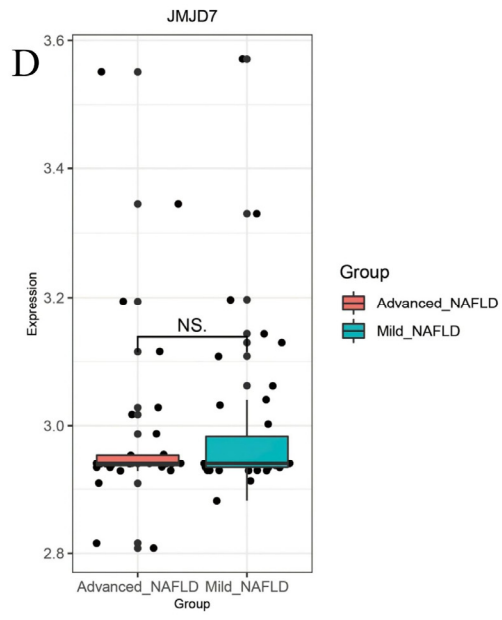 JMJD7
D
3.6
3.4
3.2
3.0
2.8
Expression
NS.
Advanced_NAFLD Mild_NAFLD
Group
Group
Advanced_NAFLD
Mild_NAFLD